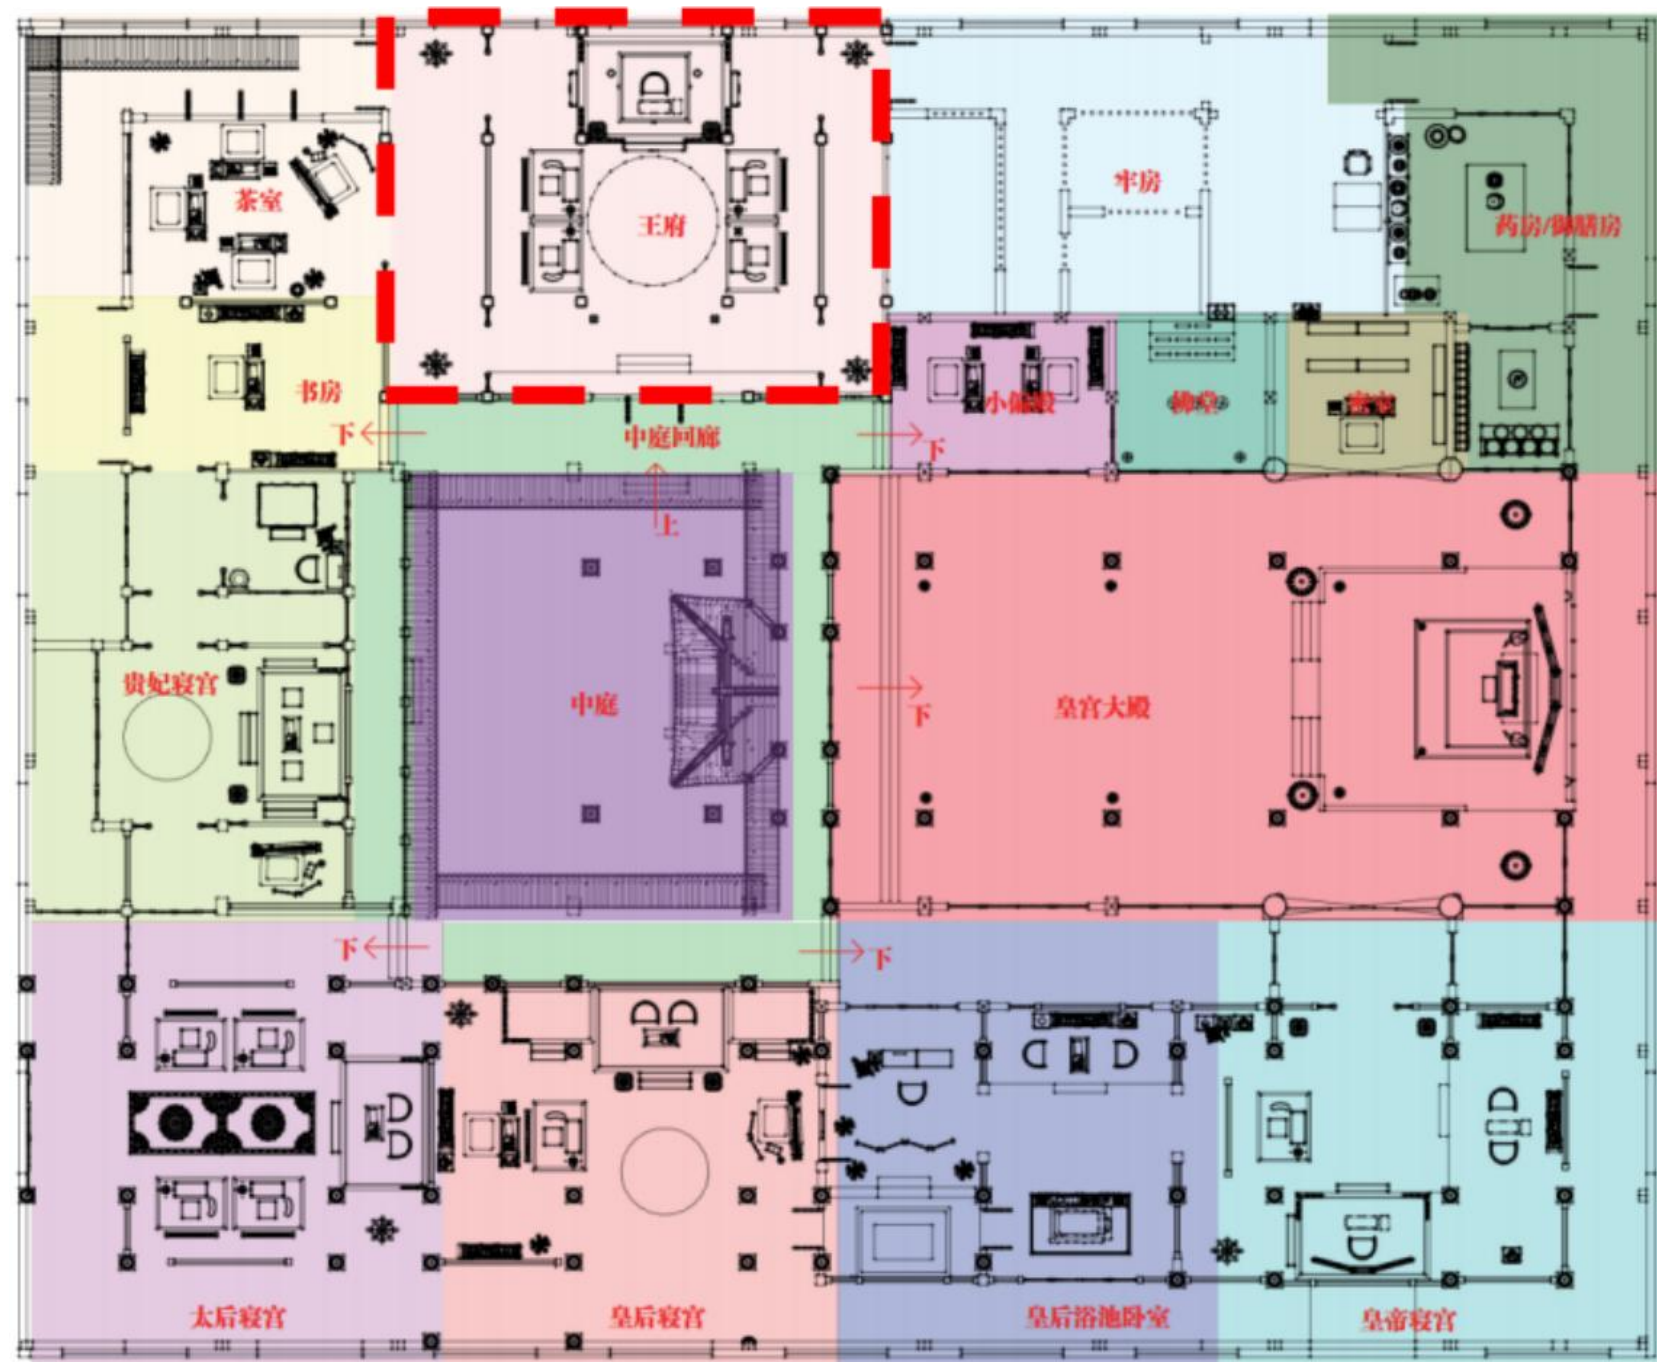 茶室
王府
牢房
药房/御膳房
书房
小偏殿
佛堂
密室
下
中庭回廊
下
上
贵妃寝宫
中庭
下
皇宫大殿
下
下
太后寝宫
皇后寝宫
皇后浴池卧室
皇帝寝宫